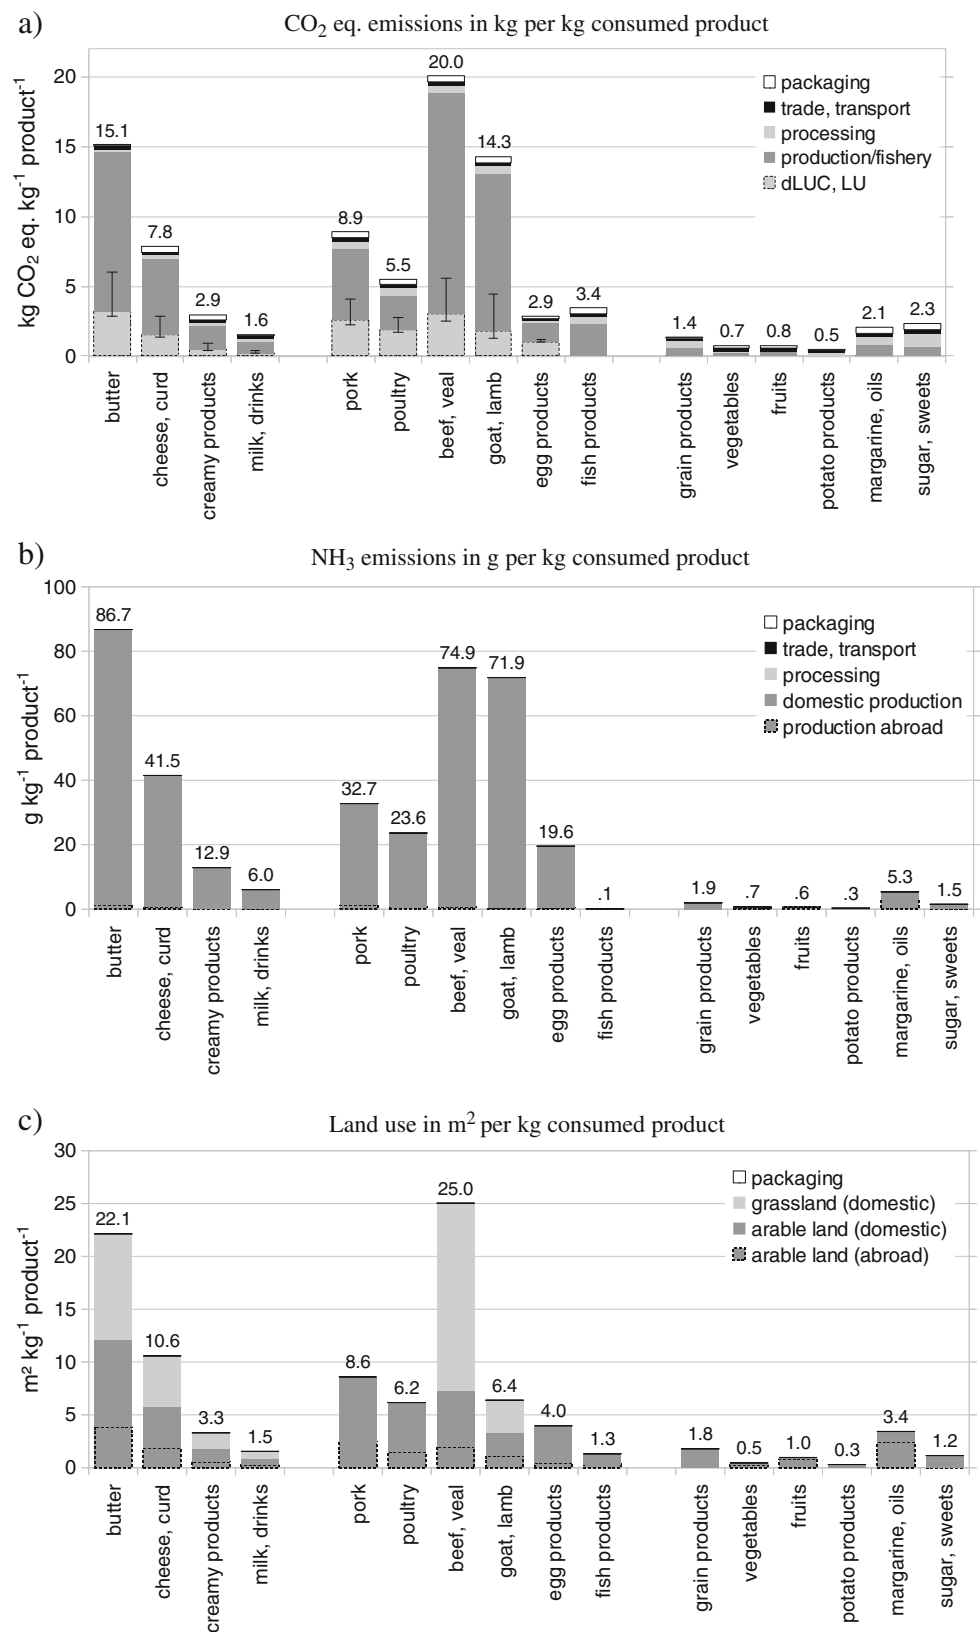 a) CO₂ eq. emissions in kg per kg consumed product
kg CO₂ eq. kg⁻¹ product⁻¹
20
15
10
5
0
15.1
7.8
2.9
1.6
8.9
5.5
20.0
14.3
2.9
3.4
1.4
0.7
0.8
0.5
2.1
2.3
packaging
trade, transport
processing
production/fishery
dLUC, LU
butter
cheese, curd
creamy products
milk, drinks
pork
poultry
beef, veal
goat, lamb
egg products
fish products
grain products
vegetables
fruits
potato products
margarine, oils
sugar, sweets
b) NH₃ emissions in g per kg consumed product
g kg⁻¹ product⁻¹
100
80
60
40
20
0
86.7
41.5
12.9
6.0
32.7
23.6
74.9
71.9
19.6
.1
1.9
.7
.6
.3
5.3
1.5
packaging
trade, transport
processing
domestic production
production abroad
butter
cheese, curd
creamy products
milk, drinks
pork
poultry
beef, veal
goat, lamb
egg products
fish products
grain products
vegetables
fruits
potato products
margarine, oils
sugar, sweets
c) Land use in m² per kg consumed product
m² kg⁻¹ product⁻¹
30
25
20
15
10
5
0
22.1
10.6
3.3
1.5
8.6
6.2
25.0
6.4
4.0
1.3
1.8
0.5
1.0
0.3
3.4
1.2
packaging
grassland (domestic)
arable land (domestic)
arable land (abroad)
butter
cheese, curd
creamy products
milk, drinks
pork
poultry
beef, veal
goat, lamb
egg products
fish products
grain products
vegetables
fruits
potato products
margarine, oils
sugar, sweets